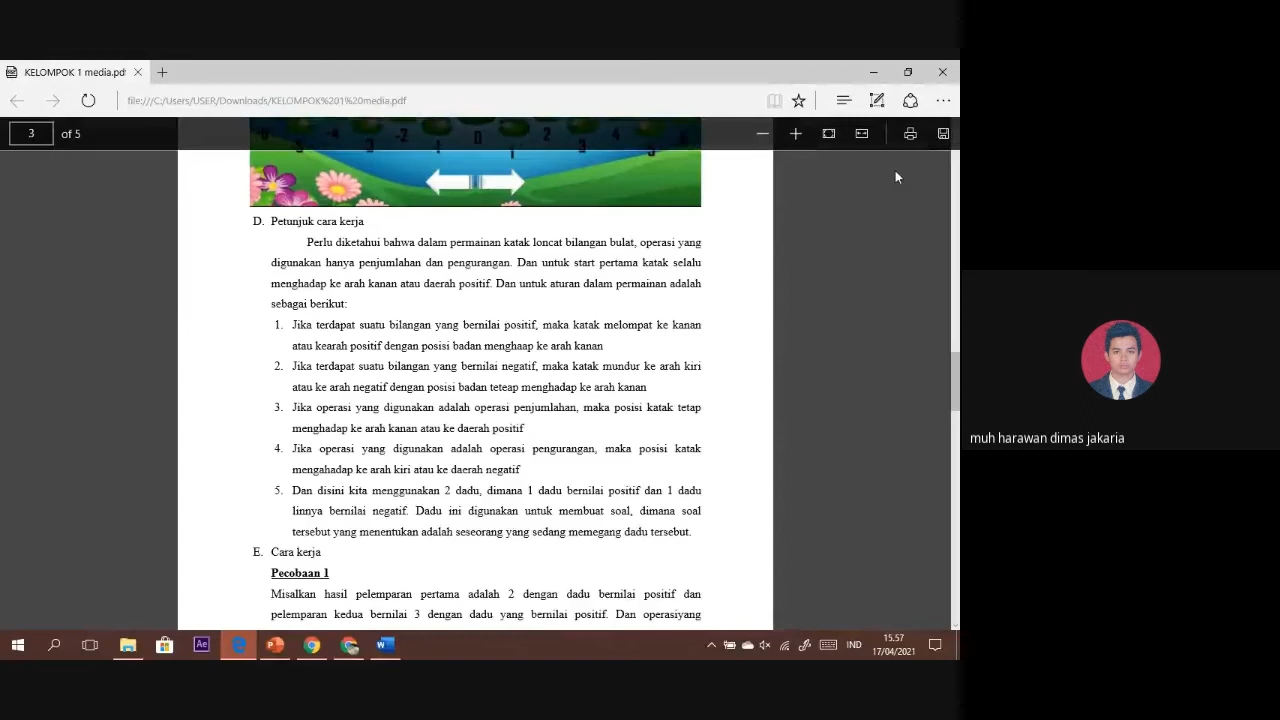 KELOMPOK 1 media.pdf
file:///C:/Users/USER/Downloads/KELOMPOK%201%20media.pdf
3 of 5
-4 -2 0 2 4
3 1 1 3
D. Petunjuk cara kerja
Perlu diketahui bahwa dalam permainan katak loncat bilangan bulat, operasi yang
digunakan hanya penjumlahan dan pengurangan. Dan untuk start pertama katak selalu
menghadap ke arah kanan atau daerah positif. Dan untuk aturan dalam permainan adalah
sebagai berikut:
1. Jika terdapat suatu bilangan yang bernilai positif, maka katak melompat ke kanan
atau kearah positif dengan posisi badan menghaap ke arah kanan
2. Jika terdapat suatu bilangan yang bernilai negatif, maka katak mundur ke arah kiri
atau ke arah negatif dengan posisi badan teteap menghadap ke arah kanan
3. Jika operasi yang digunakan adalah operasi penjumlahan, maka posisi katak tetap
menghadap ke arah kanan atau ke daerah positif
4. Jika operasi yang digunakan adalah operasi pengurangan, maka posisi katak
mengahadap ke arah kiri atau ke daerah negatif
5. Dan disini kita menggunakan 2 dadu, dimana 1 dadu bernilai positif dan 1 dadu
linnya bernilai negatif. Dadu ini digunakan untuk membuat soal, dimana soal
tersebut yang menentukan adalah seseorang yang sedang memegang dadu tersebut.
E. Cara kerja
Pecobaan 1
Misalkan hasil pelemparan pertama adalah 2 dengan dadu bernilai positif dan
pelemparan kedua bernilai 3 dengan dadu yang bernilai positif. Dan operasiyang
muh harawan dimas jakaria
Ae
IND
15.57
17/04/2021